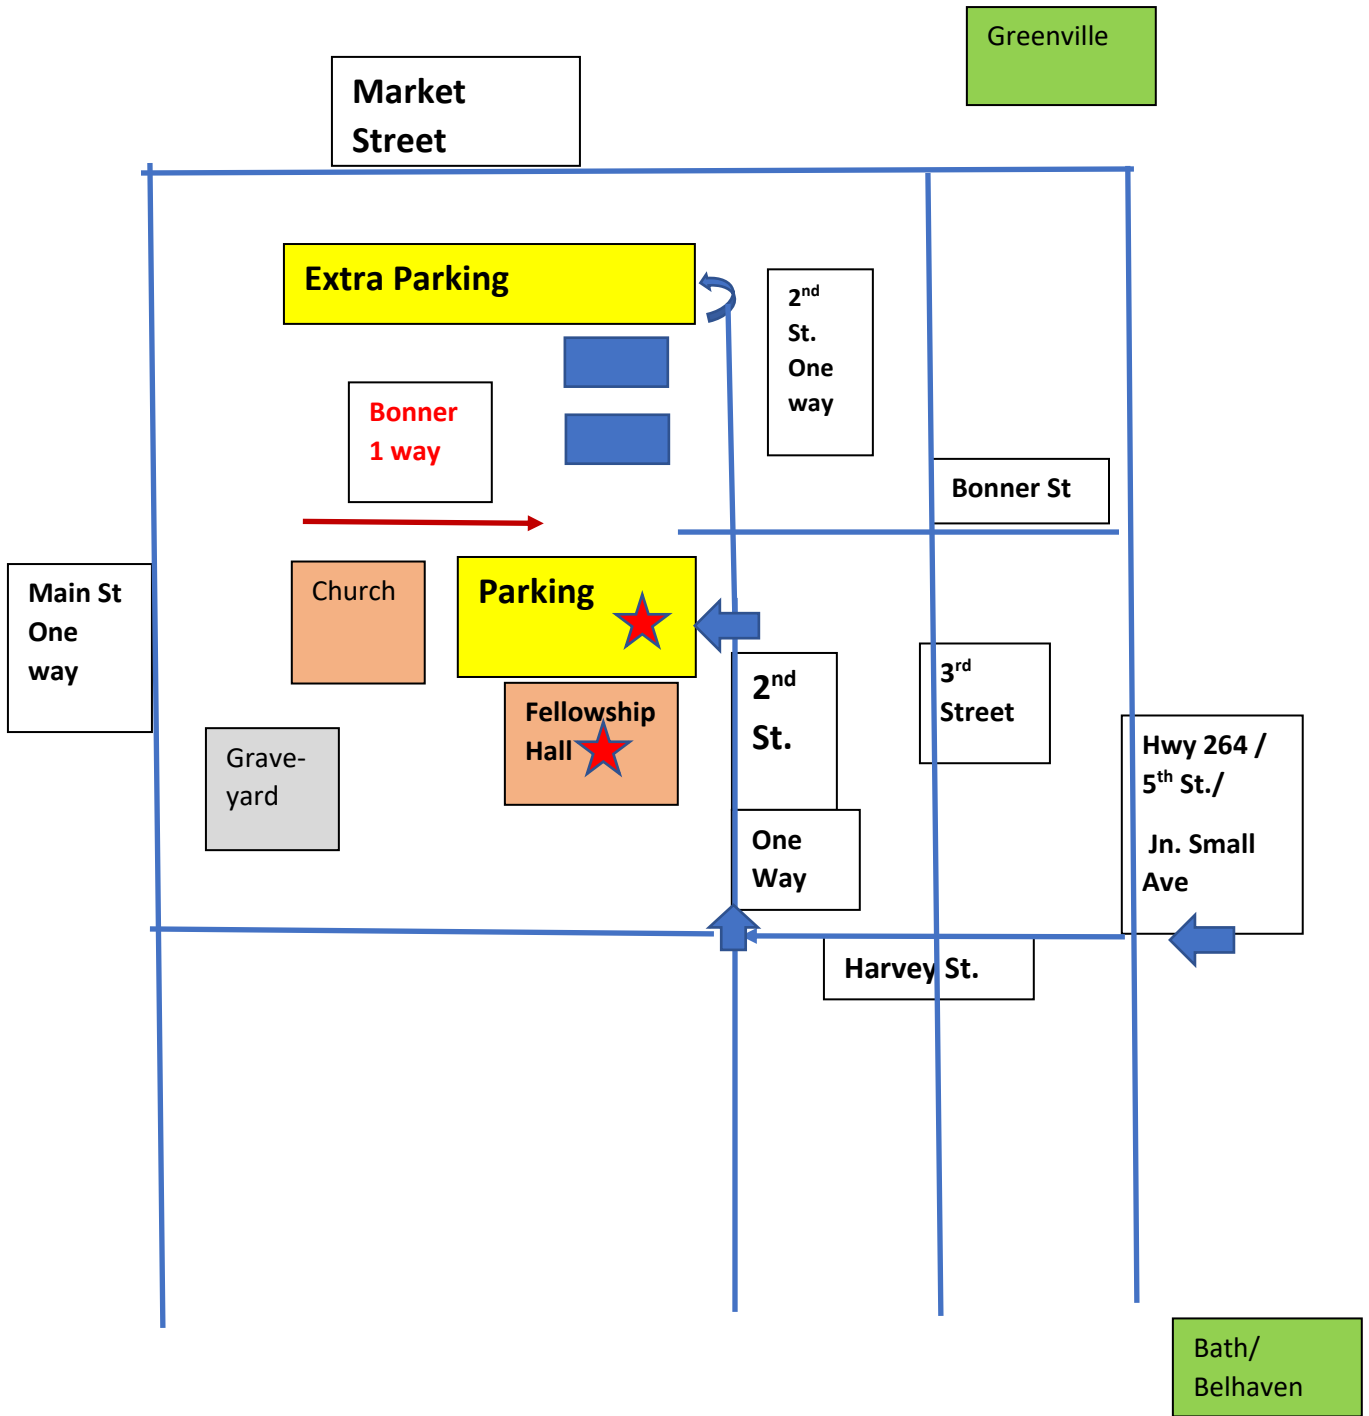 Greenville
Market
Street
Extra Parking
2nd
St.
One
way
Bonner
1 way
Bonner St
Main St
One
way
Church
Parking
Fellowship
Hall
2nd
St.
3rd
Street
Hwy 264 /
5th St./
Jn. Small
Ave
Grave-
yard
One
Way
Harvey St.
Bath/
Belhaven